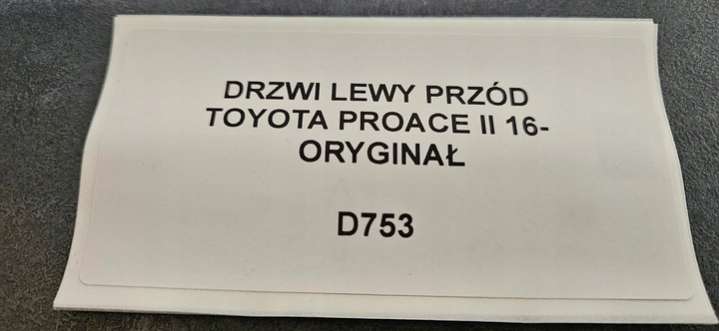 DRZWI LEWY PRZÓD
TOYOTA PROACE II 16-
ORYGINAŁ
D753